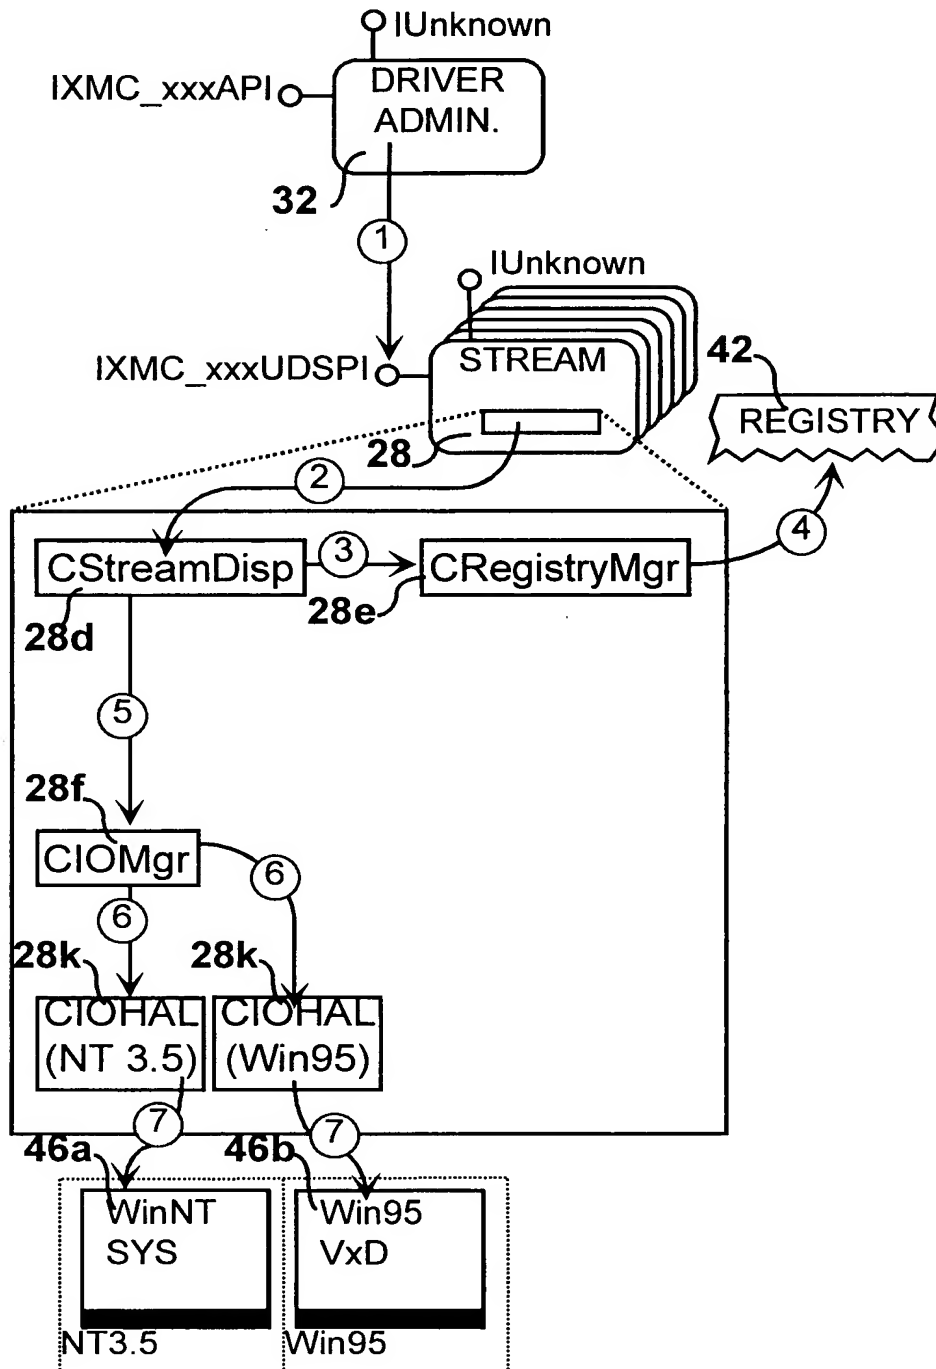 IUnknown
IXMC_xxxAPI
DRIVER
ADMIN.
32
1
IUnknown
IXMC_xxxUDSPI
STREAM
42
REGISTRY
28
2
CStreamDisp
3
CRegistryMgr
4
28d
28e
5
28f
CIOMgr
6
6
28k
28k
CIOHAL
(NT 3.5)
CIOHAL
(Win95)
7
7
46a
46b
WinNT
SYS
Win95
VxD
NT3.5
Win95